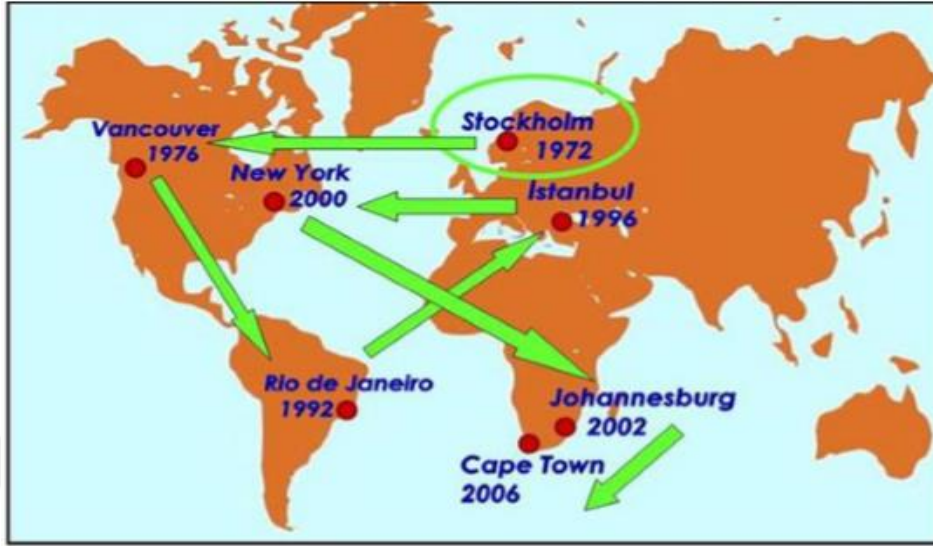 Stockholm
1972
Vancouver
1976
New York
2000
İstanbul
1996
Rio de Janeiro
1992
Johannesburg
2002
Cape Town
2006